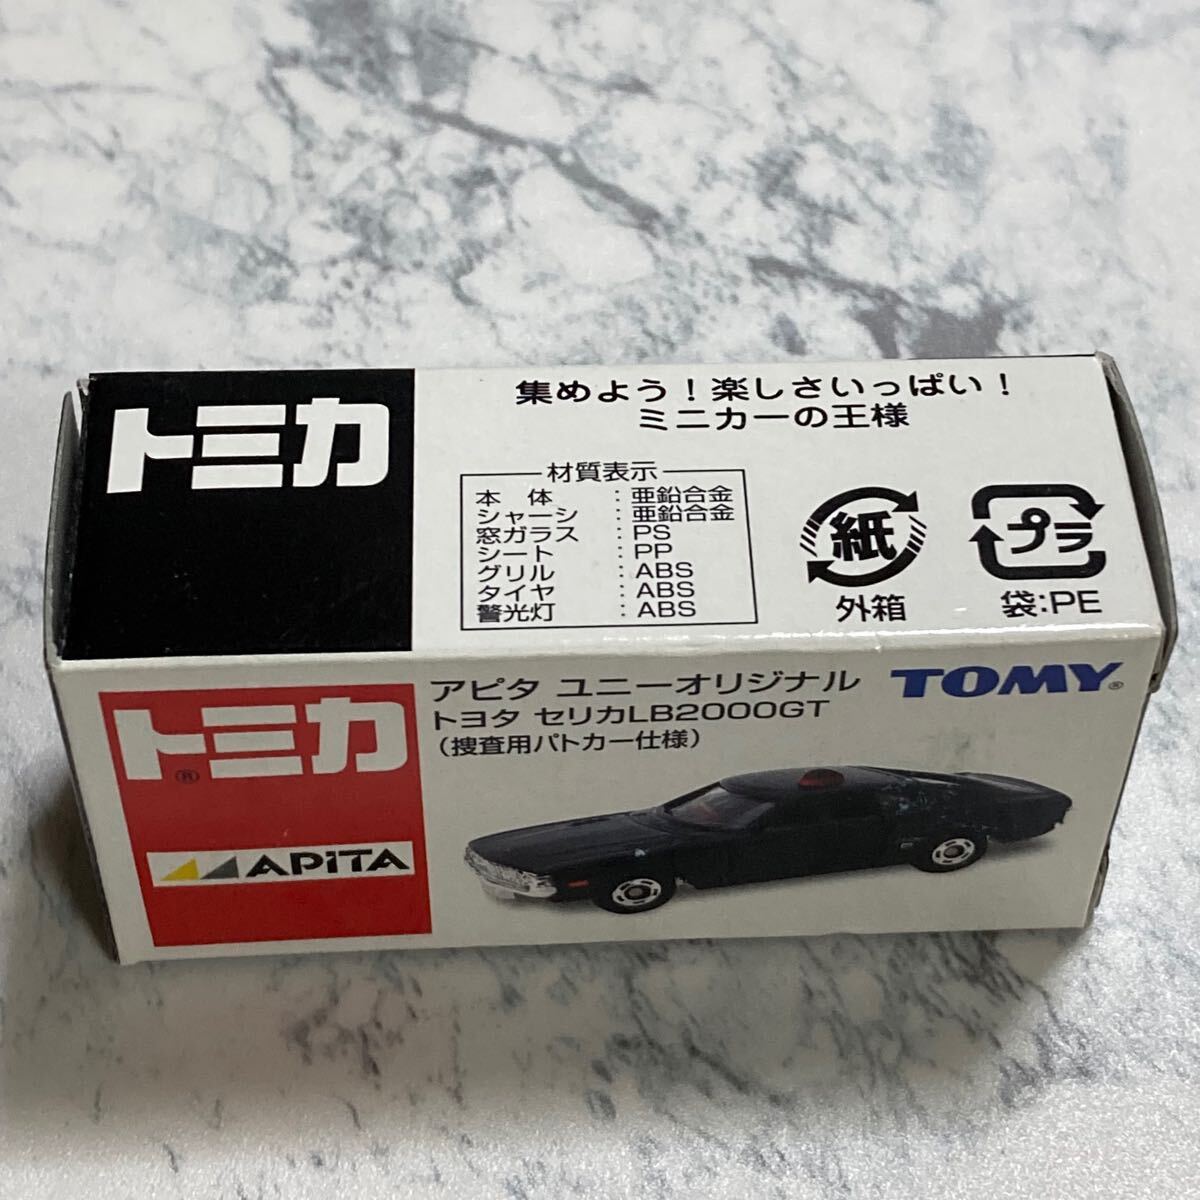 トミカ
集めよう!楽しさいっぱい!
ミニカーの王様
材質表示
本 体 : 亜鉛合金
シャーシ : 亜鉛合金
窓ガラス : PS
シート : PP
グリル : ABS
タイヤ : ABS
警光灯 : ABS
紙
外箱
プラ
袋:PE
トミカ®
APiTA
アピタ ユニーオリジナル
トヨタ セリカLB2000GT
(捜査用パトカー仕様)
TOMY®